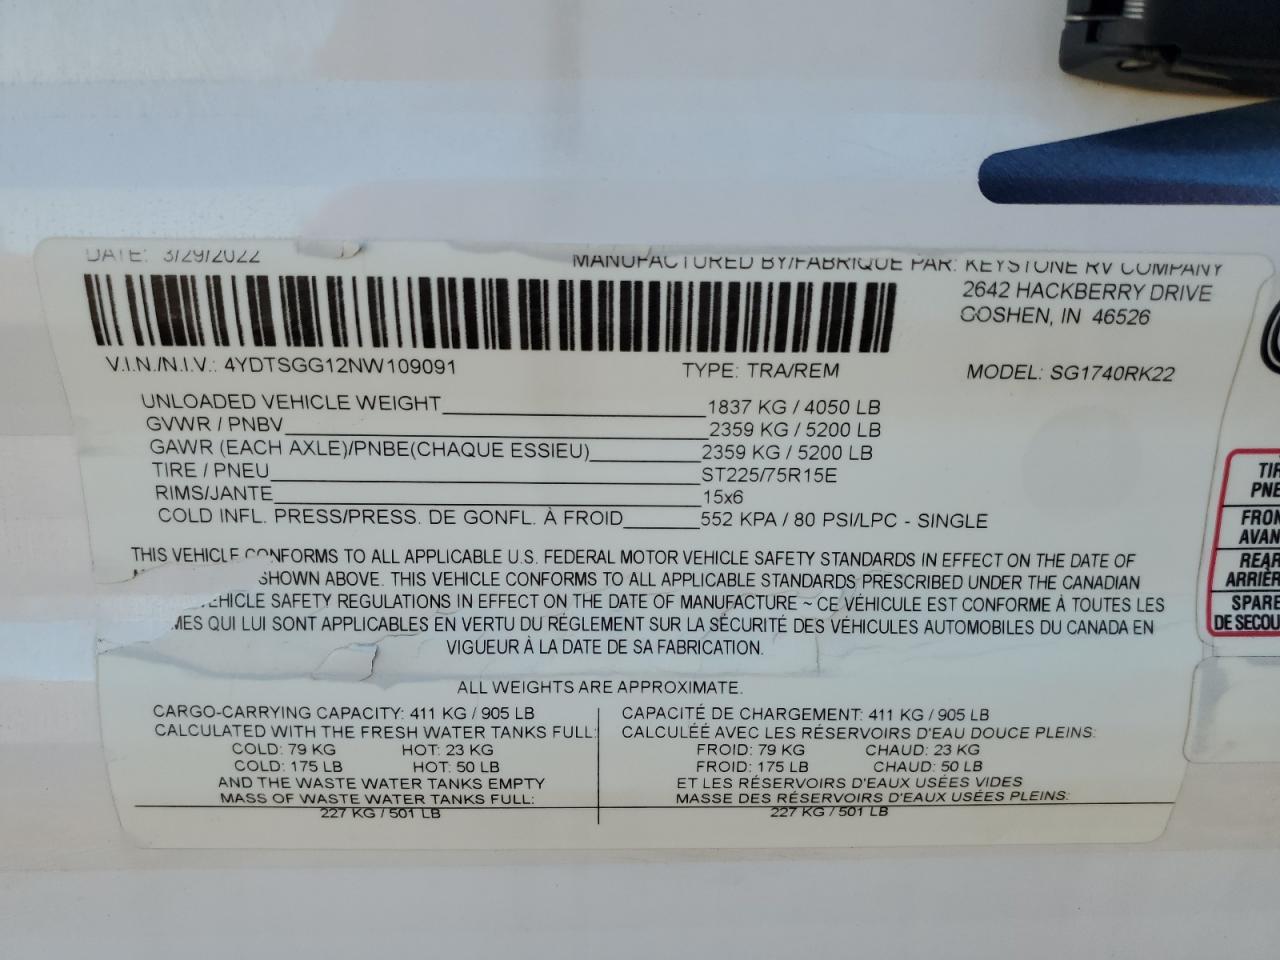 DATE: 3/29/2022 MANUFACTURED BY/FABRIQUE PAR: KEYSTONE RV COMPANY
2642 HACKBERRY DRIVE
GOSHEN, IN 46526
V.I.N./N.I.V.: 4YDTSGG12NW109091 TYPE: TRA/REM MODEL: SG1740RK22
UNLOADED VEHICLE WEIGHT 1837 KG / 4050 LB
GVWR / PNBV 2359 KG / 5200 LB
GAWR (EACH AXLE)/PNBE(CHAQUE ESSIEU) 2359 KG / 5200 LB
TIRE / PNEU ST225/75R15E
RIMS/JANTE 15x6
COLD INFL. PRESS/PRESS. DE GONFL. À FROID 552 KPA / 80 PSI/LPC - SINGLE
THIS VEHICLE CONFORMS TO ALL APPLICABLE U.S. FEDERAL MOTOR VEHICLE SAFETY STANDARDS IN EFFECT ON THE DATE OF
SHOWN ABOVE. THIS VEHICLE CONFORMS TO ALL APPLICABLE STANDARDS PRESCRIBED UNDER THE CANADIAN
VEHICLE SAFETY REGULATIONS IN EFFECT ON THE DATE OF MANUFACTURE ~ CE VÉHICULE EST CONFORME À TOUTES LES
MES QUI LUI SONT APPLICABLES EN VERTU DU RÉGLEMENT SUR LA SÉCURITÉ DES VÉHICULES AUTOMOBILES DU CANADA EN
VIGUEUR À LA DATE DE SA FABRICATION.
ALL WEIGHTS ARE APPROXIMATE.
CARGO-CARRYING CAPACITY: 411 KG / 905 LB
CALCULATED WITH THE FRESH WATER TANKS FULL:
COLD: 79 KG HOT: 23 KG
COLD: 175 LB HOT: 50 LB
AND THE WASTE WATER TANKS EMPTY
MASS OF WASTE WATER TANKS FULL:
227 KG / 501 LB
CAPACITÉ DE CHARGEMENT: 411 KG / 905 LB
CALCULÉE AVEC LES RÉSERVOIRS D'EAU DOUCE PLEINS:
FROID: 79 KG CHAUD: 23 KG
FROID: 175 LB CHAUD: 50 LB
ET LES RÉSERVOIRS D'EAUX USÉES VIDES
MASSE DES RÉSERVOIRS D'EAUX USÉES PLEINS:
227 KG / 501 LB
TIR
PNE
FRON
AVAN
REAR
ARRIÈR
SPARE
DE SECOU